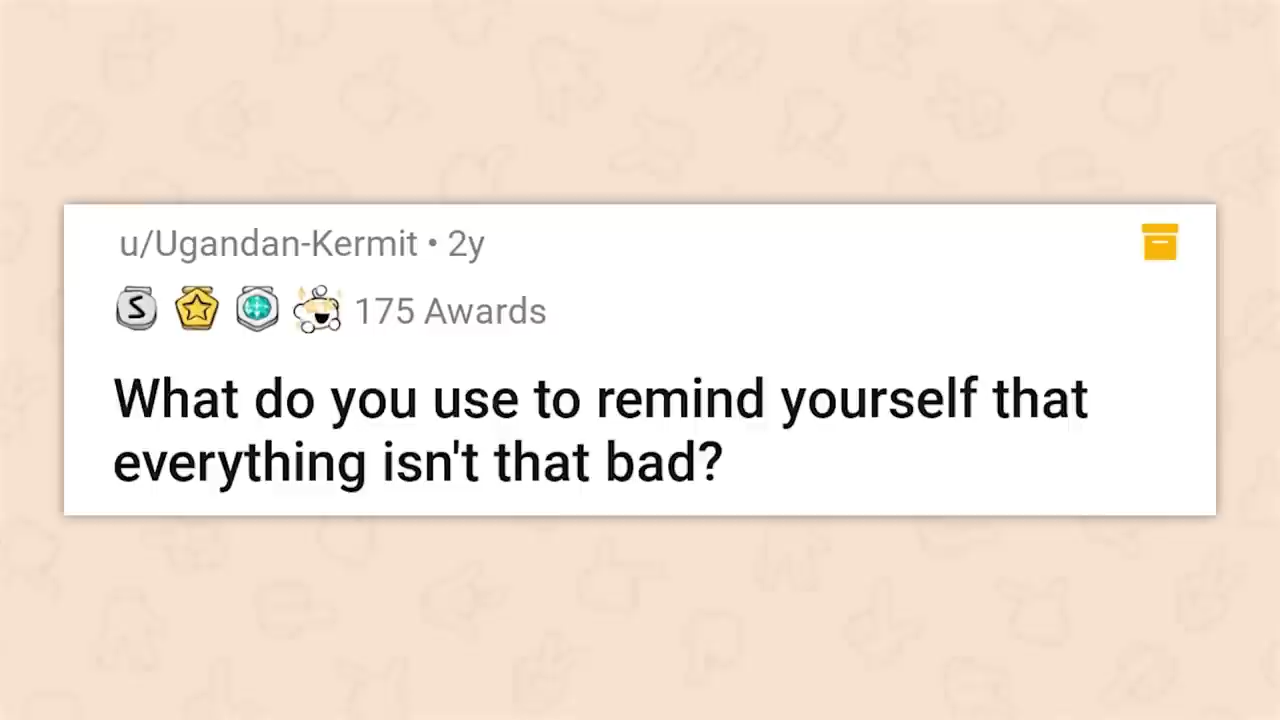 u/Ugandan-Kermit • 2y
175 Awards
What do you use to remind yourself that
everything isn't that bad?